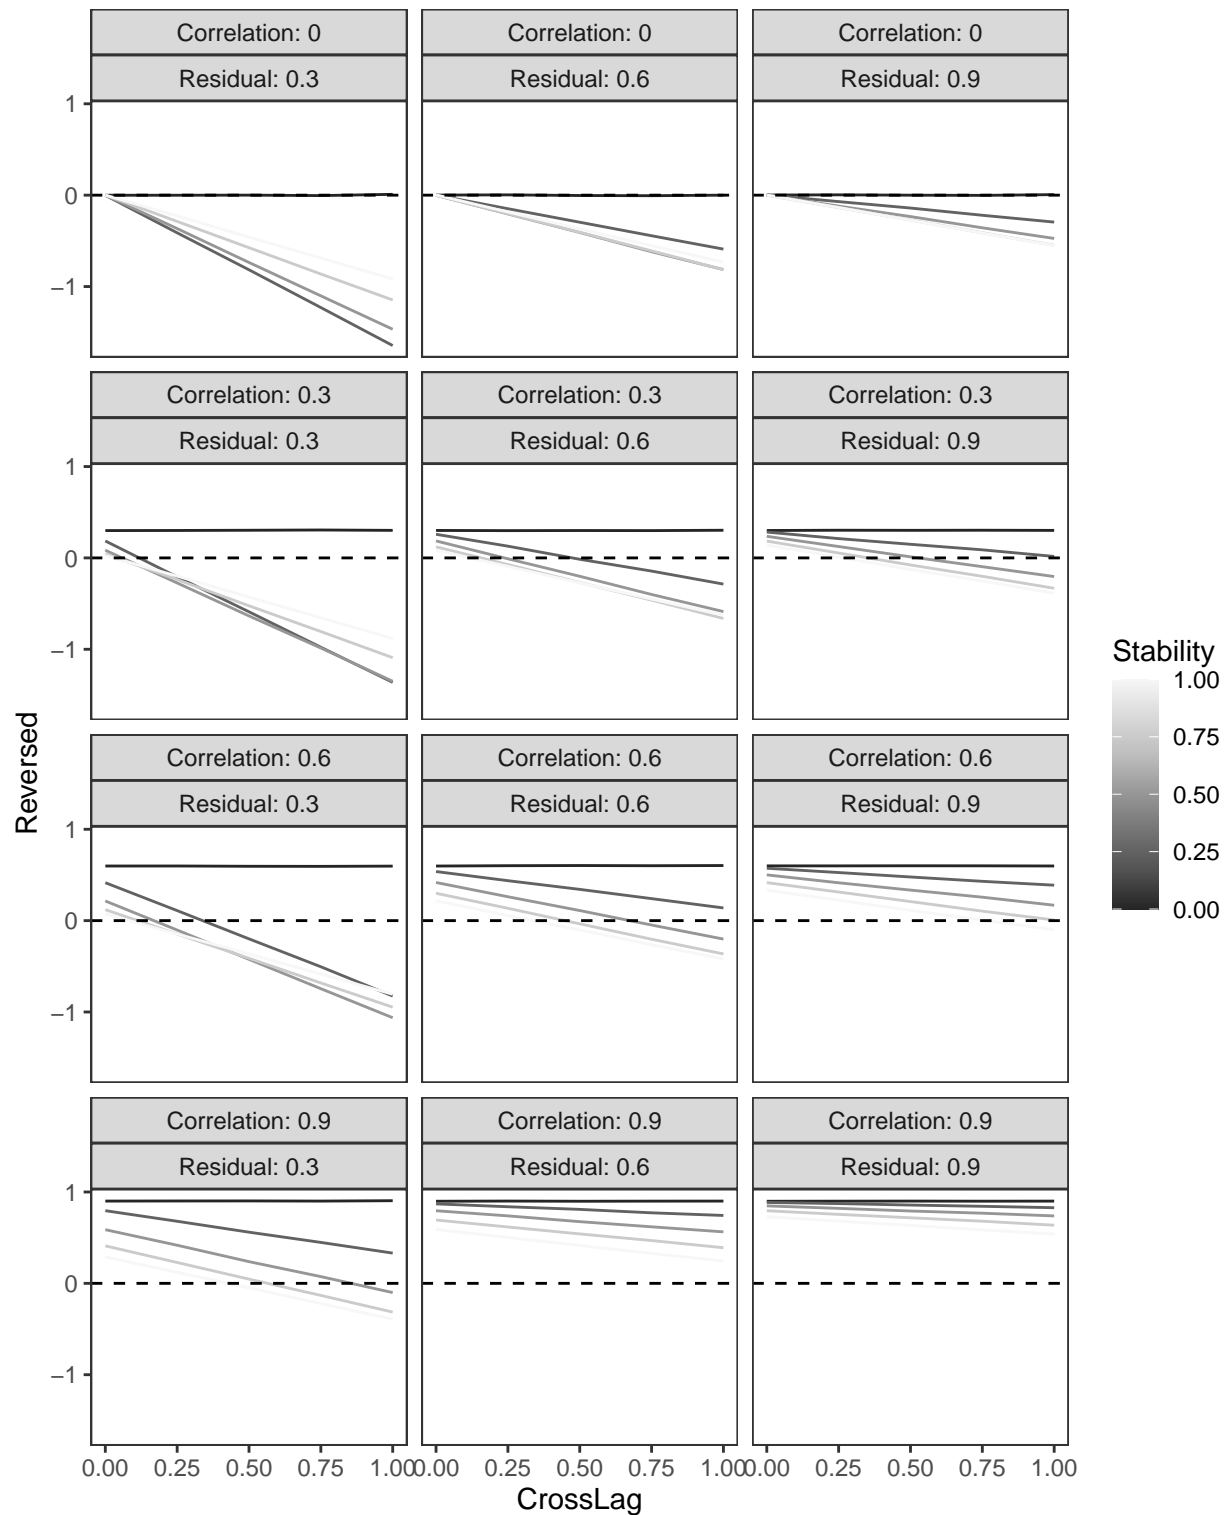 Correlation: 0 Correlation: 0 Correlation: 0
Residual: 0.3 Residual: 0.6 Residual: 0.9
1
0
−1
Correlation: 0.3 Correlation: 0.3 Correlation: 0.3
Residual: 0.3 Residual: 0.6 Residual: 0.9
1
0
−1
Correlation: 0.6 Correlation: 0.6 Correlation: 0.6
Residual: 0.3 Residual: 0.6 Residual: 0.9
1
0
−1
Correlation: 0.9 Correlation: 0.9 Correlation: 0.9
Residual: 0.3 Residual: 0.6 Residual: 0.9
1
0
−1
0.00 0.25 0.50 0.75 1.00 0.00 0.25 0.50 0.75 1.00 0.00 0.25 0.50 0.75 1.00
CrossLag
Reversed
Stability
1.00
0.75
0.50
0.25
0.00